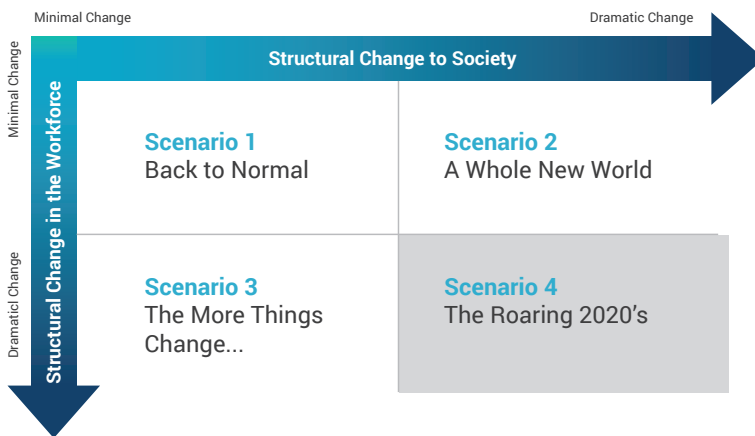 Minimal Change
Dramatic Change
Structural Change to Society
Minimal Change
Structural Change in the Workforce
Dramaticl Change
Scenario 1
Back to Normal
Scenario 2
A Whole New World
Scenario 3
The More Things
Change...
Scenario 4
The Roaring 2020's